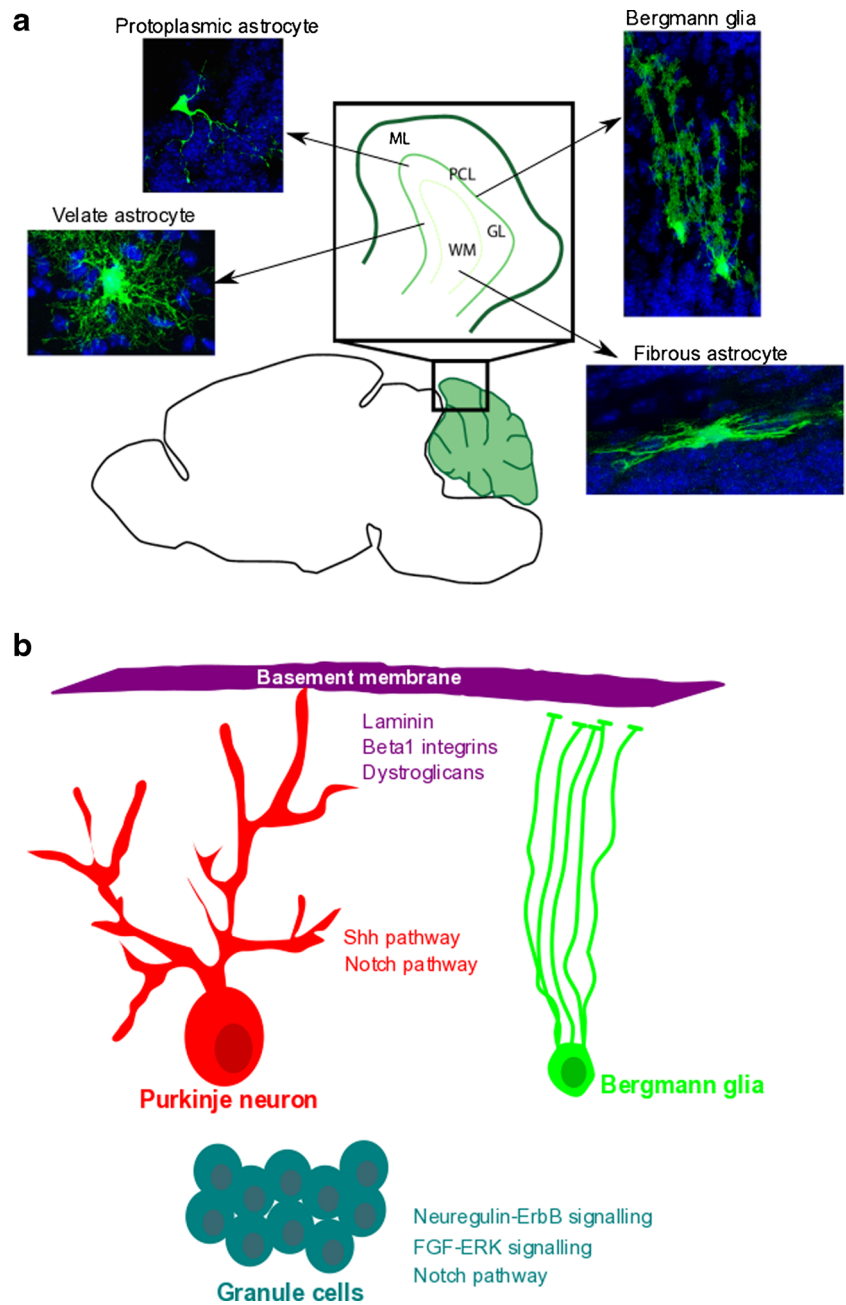 a
Protoplasmic astrocyte
Bergmann glia
ML
PCL
Velate astrocyte
GL
WM
Fibrous astrocyte
b
Basement membrane
Laminin
Beta1 integrins
Dystroglicans
Shh pathway
Notch pathway
Purkinje neuron
Bergmann glia
Neuregulin-ErbB signalling
FGF-ERK signalling
Notch pathway
Granule cells